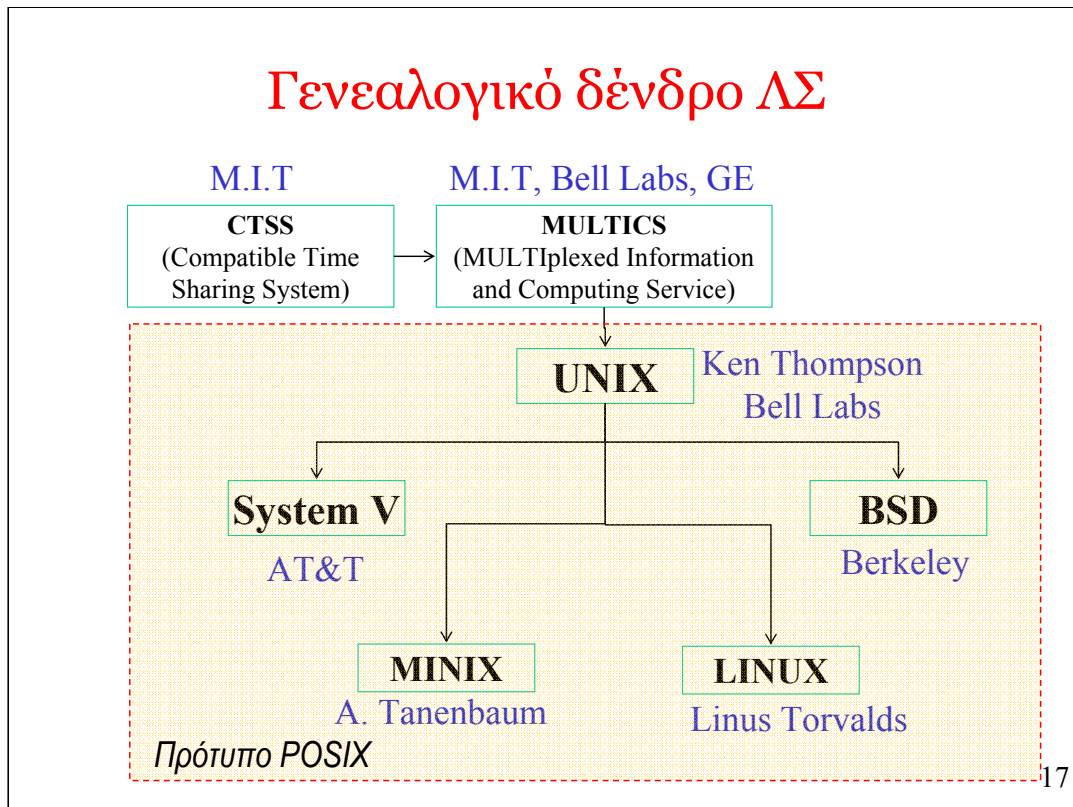 Γενεαλογικό δένδρο ΛΣ
M.I.T
M.I.T, Bell Labs, GE
CTSS
(Compatible Time
Sharing System)
MULTICS
(MULTIplexed Information
and Computing Service)
UNIX
Ken Thompson
Bell Labs
System V
AT&T
BSD
Berkeley
MINIX
A. Tanenbaum
LINUX
Linus Torvalds
Πρότυπο POSIX
17